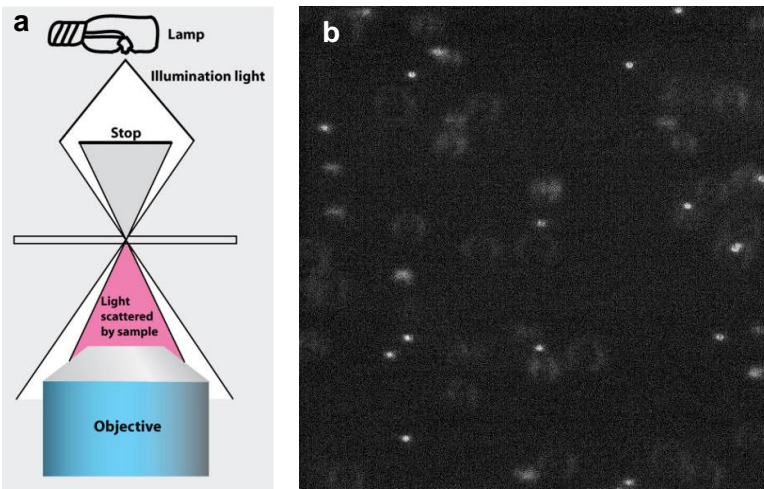 a
Lamp
Illumination light
Stop
Light
scattered
by sample
Objective
b